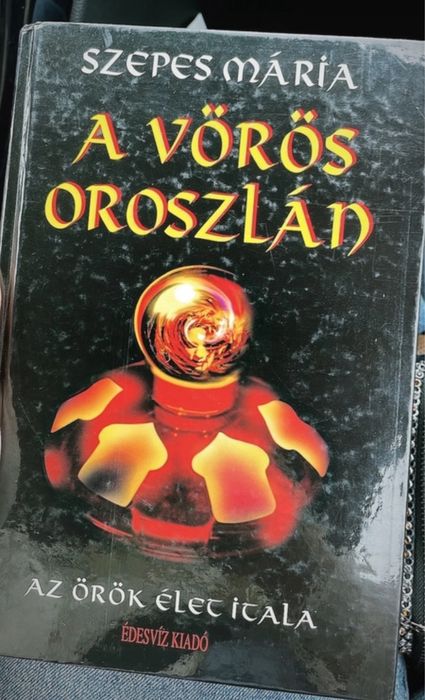 SZEPES MÁRIA
A VÖRÖS
OROSZLÁN
AZ ÖRÖK ÉLET ITALA
ÉDESVÍZ KIADÓ